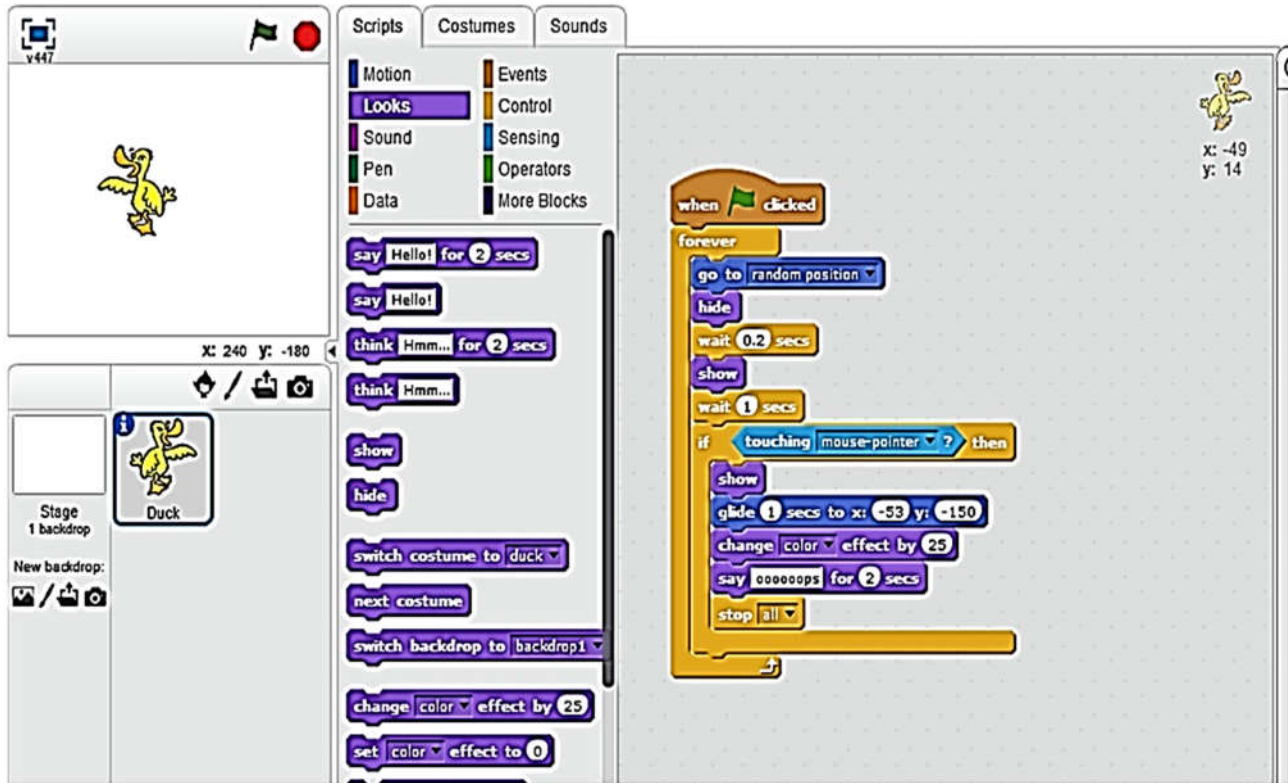 v447
x: 240 y: -180
Stage
1 backdrop
New backdrop:
Duck
Scripts Costumes Sounds
Motion Events
Looks Control
Sound Sensing
Pen Operators
Data More Blocks
say Hello! for 2 secs
say Hello!
think Hmm... for 2 secs
think Hmm...
show
hide
switch costume to duck
next costume
switch backdrop to backdrop1
change color effect by 25
set color effect to 0
x: -49
y: 14
when clicked
forever
go to random position
hide
wait 0.2 secs
show
wait 1 secs
if touching mouse-pointer ? then
show
glide 1 secs to x: -53 y: -150
change color effect by 25
say ooooooops for 2 secs
stop all